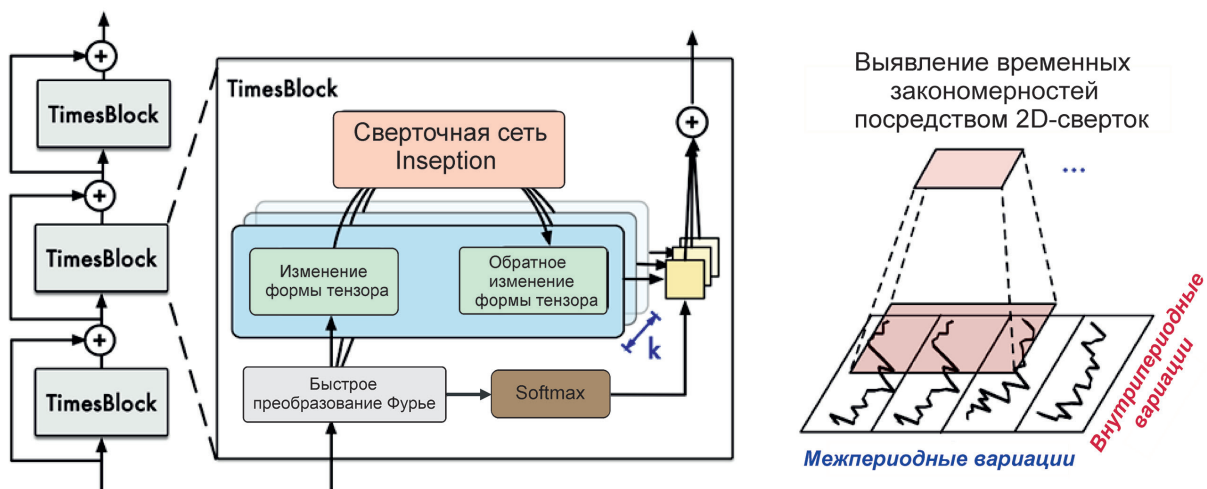 TimesBlock
TimesBlock
TimesBlock
TimesBlock
Сверточная сеть
Inseption
Изменение
формы тензора
Обратное
изменение
формы тензора
k
Быстрое
преобразование Фурье
Softmax
Выявление временных
закономерностей
посредством 2D-сверток
...
Внутрипериодные
вариации
Межпериодные вариации